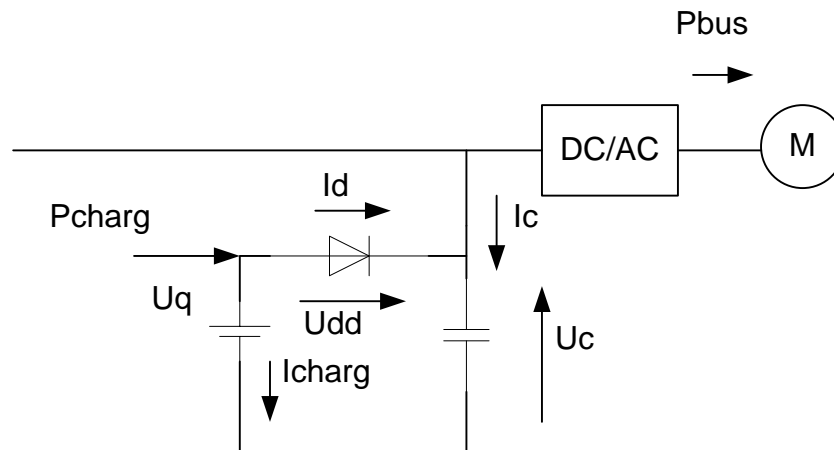 Pbus
DC/AC
M
Id
Ic
Pcharg
Uq
Udd
Uc
Icharg